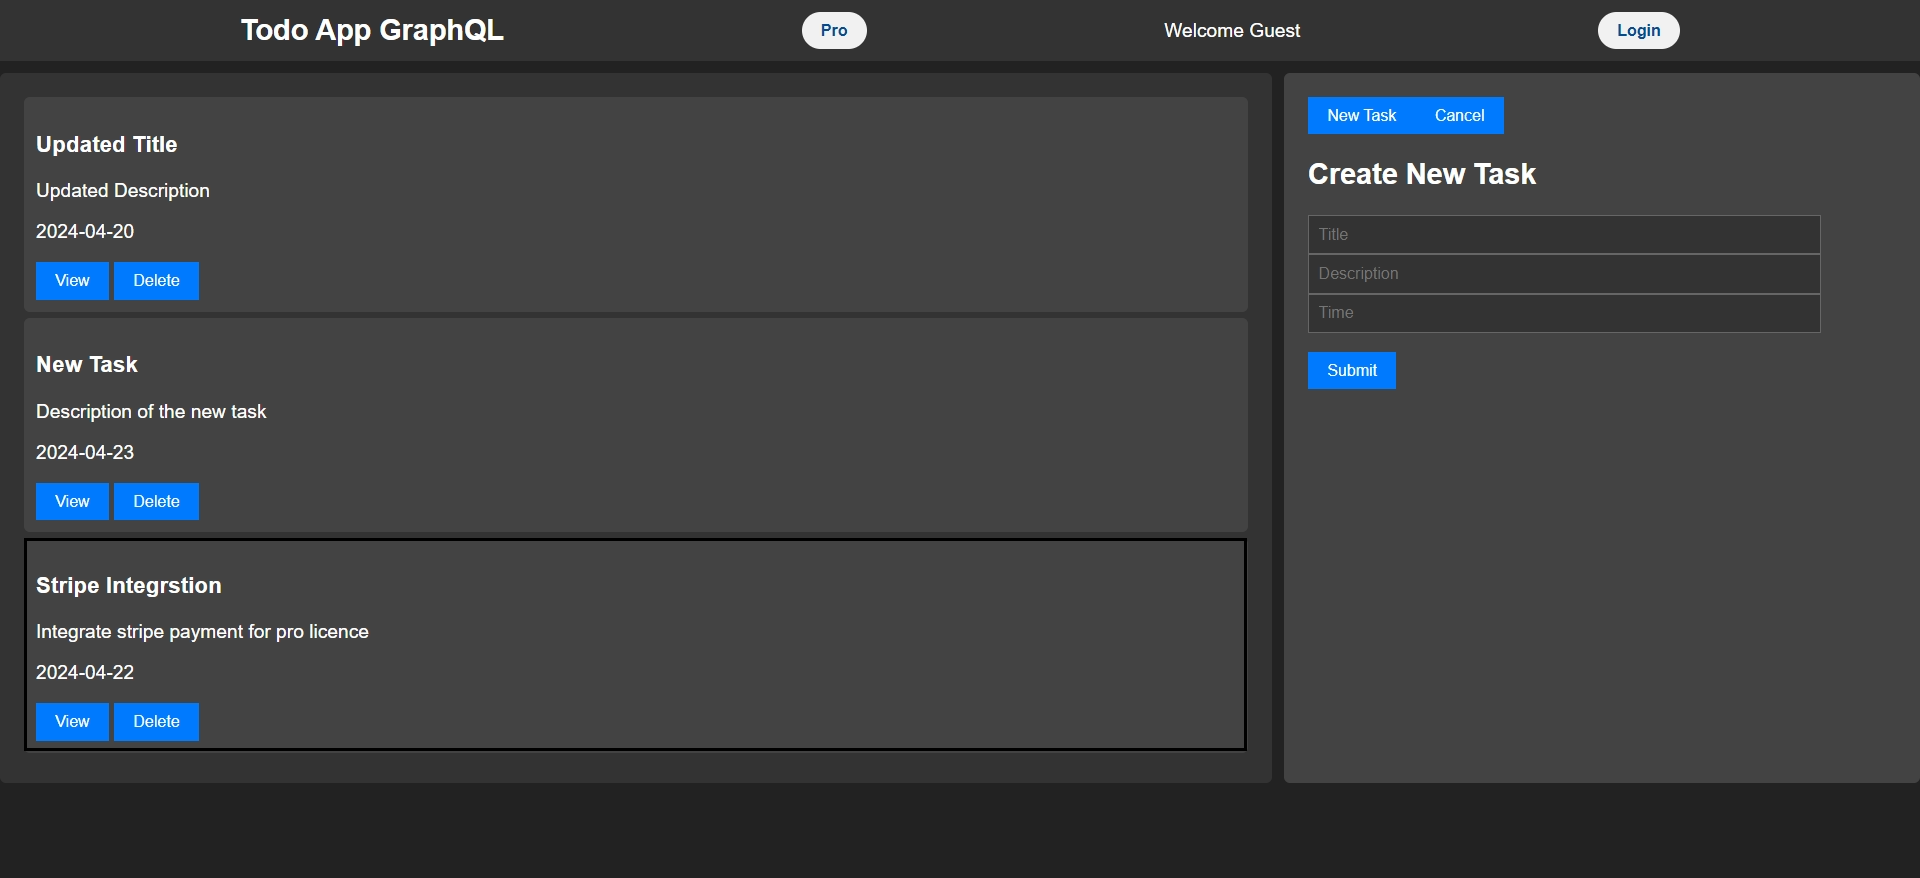 Todo App GraphQL
Pro
Welcome Guest
Login
Updated Title
Updated Description
2024-04-20
View
Delete
New Task
Description of the new task
2024-04-23
View
Delete
Stripe Integrstion
Integrate stripe payment for pro licence
2024-04-22
View
Delete
New Task
Cancel
Create New Task
Title
Description
Time
Submit